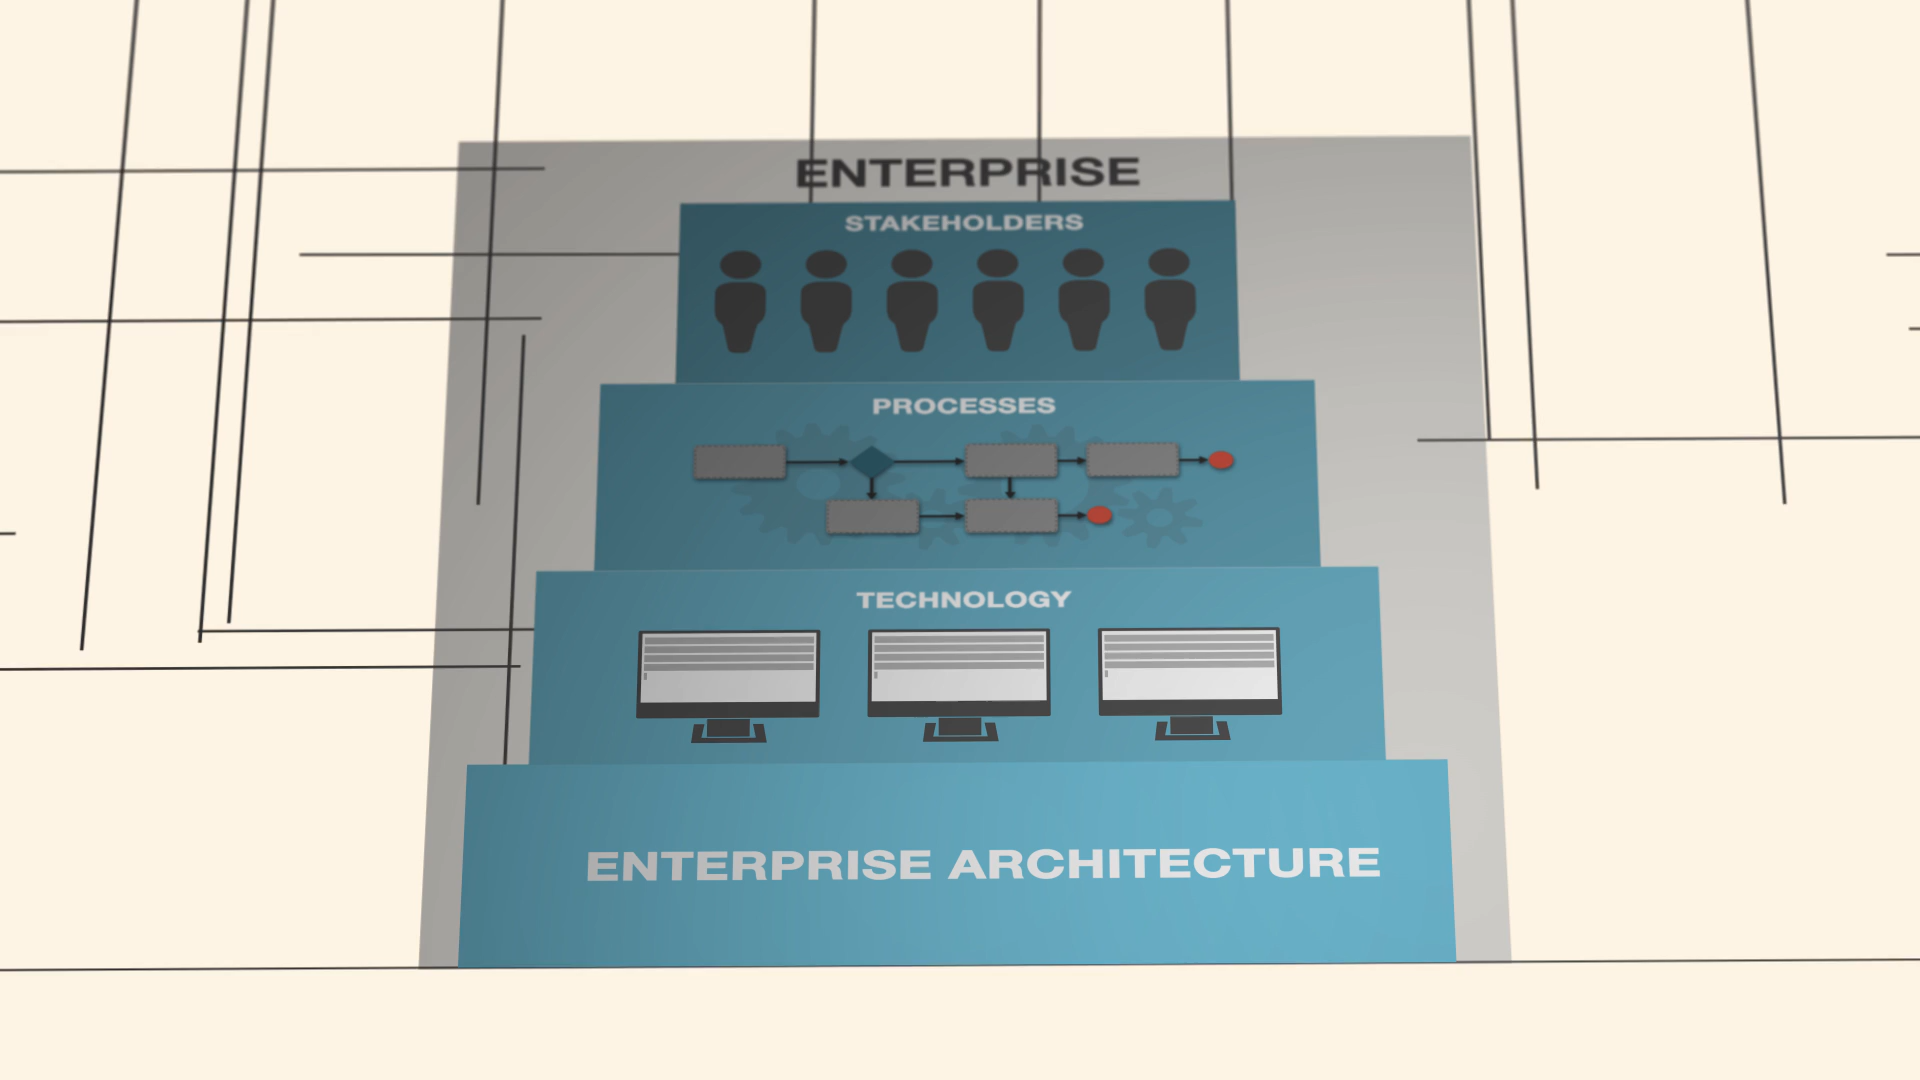 ENTERPRISE
STAKEHOLDERS
PROCESSES
TECHNOLOGY
ENTERPRISE ARCHITECTURE